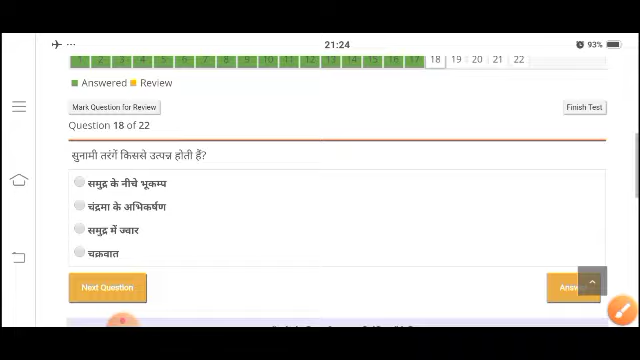 21:24
93%
1 2 3 4 5 6 7 8 9 10 11 12 13 14 15 16 17 18 19 20 21 22
Answered Review
Mark Question for Review
Finish Test
Question 18 of 22
सुनामी तरंगें किससे उत्पन्न होती हैं?
समुद्र के नीचे भूकम्प
चंद्रमा के अभिकर्षण
समुद्र में ज्वार
चक्रवात
Next Question